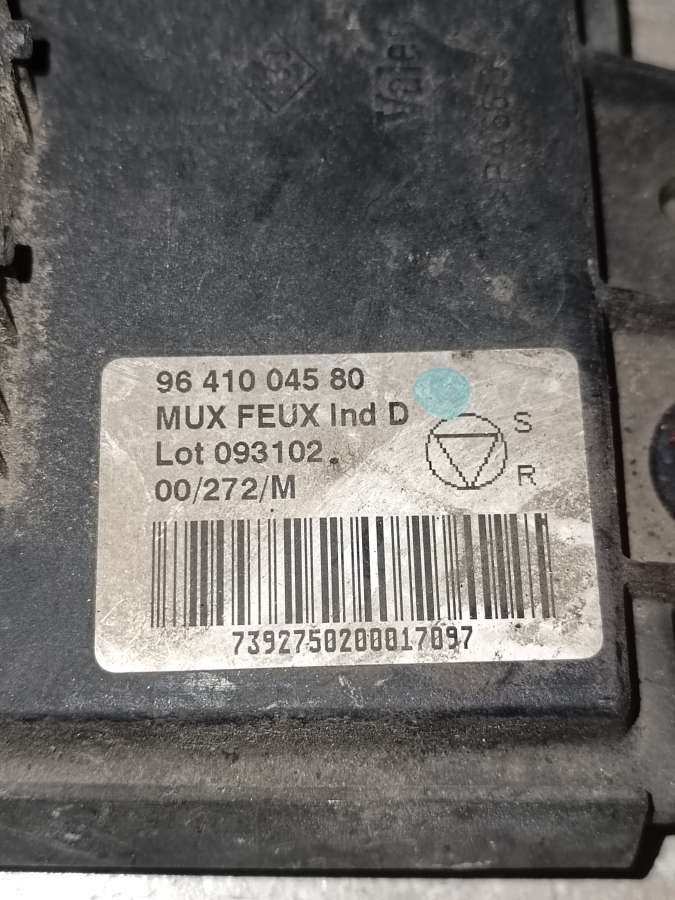 96 410 045 80
MUX FEUX Ind D
Lot 093102
00/272/M
S
R
7392750200017097